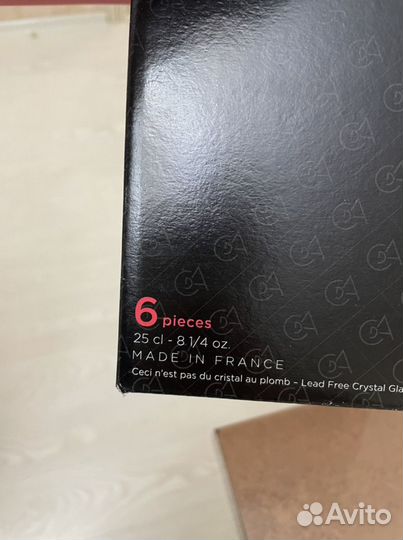 6 pieces
25 cl - 8 1/4 oz.
MADE IN FRANCE
Ceci n'est pas du cristal au plomb - Lead Free Crystal Gla
Avito